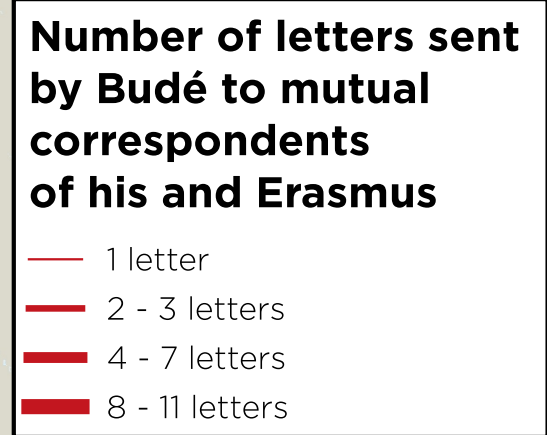 Number of letters sent
by Budé to mutual
correspondents
of his and Erasmus
1 letter
2 - 3 letters
4 - 7 letters
8 - 11 letters